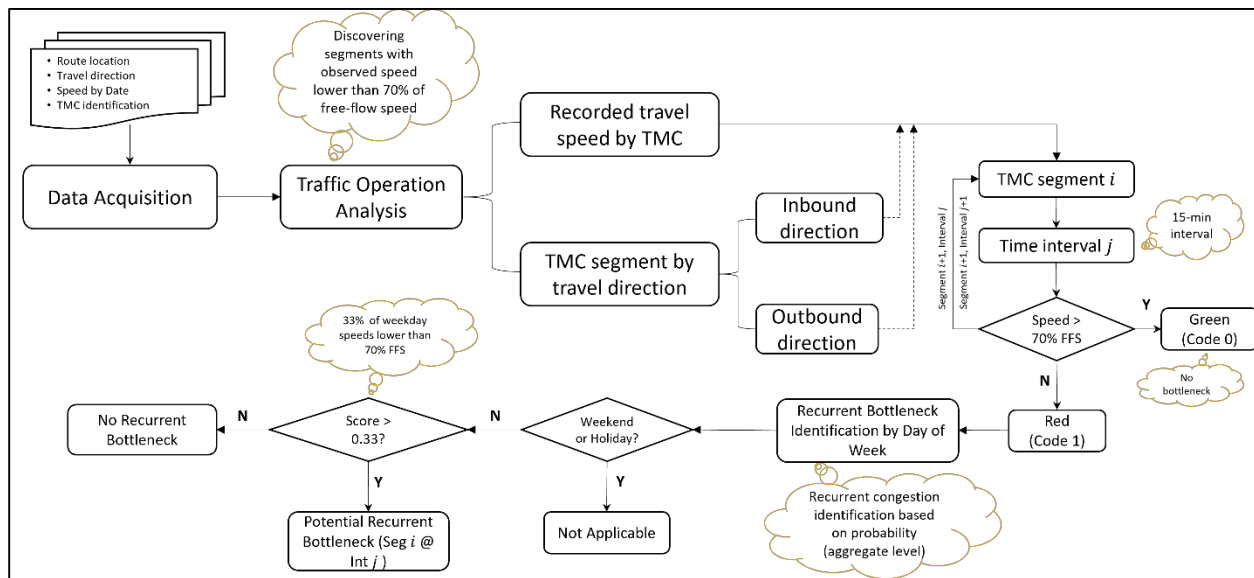 • Route location
• Travel direction
• Speed by Date
• TMC identification
Discovering
segments with
observed speed
lower than 70% of
free-flow speed
Data Acquisition
Traffic Operation
Analysis
Recorded travel
speed by TMC
TMC segment by
travel direction
Inbound
direction
Outbound
direction
TMC segment i
Time interval j
15-min
interval
Segment i+1, Interval j
Segment i+1, Interval j+1
Speed >
70% FFS
Y
Green
(Code 0)
No
bottleneck
N
Red
(Code 1)
Recurrent Bottleneck
Identification by Day of
Week
Recurrent congestion
identification based
on probability
(aggregate level)
Weekend
or Holiday?
Y
Not Applicable
N
33% of weekday
speeds lower than
70% FFS
Score >
0.33?
N
No Recurrent
Bottleneck
Y
Potential Recurrent
Bottleneck (Seg i @
Int j )